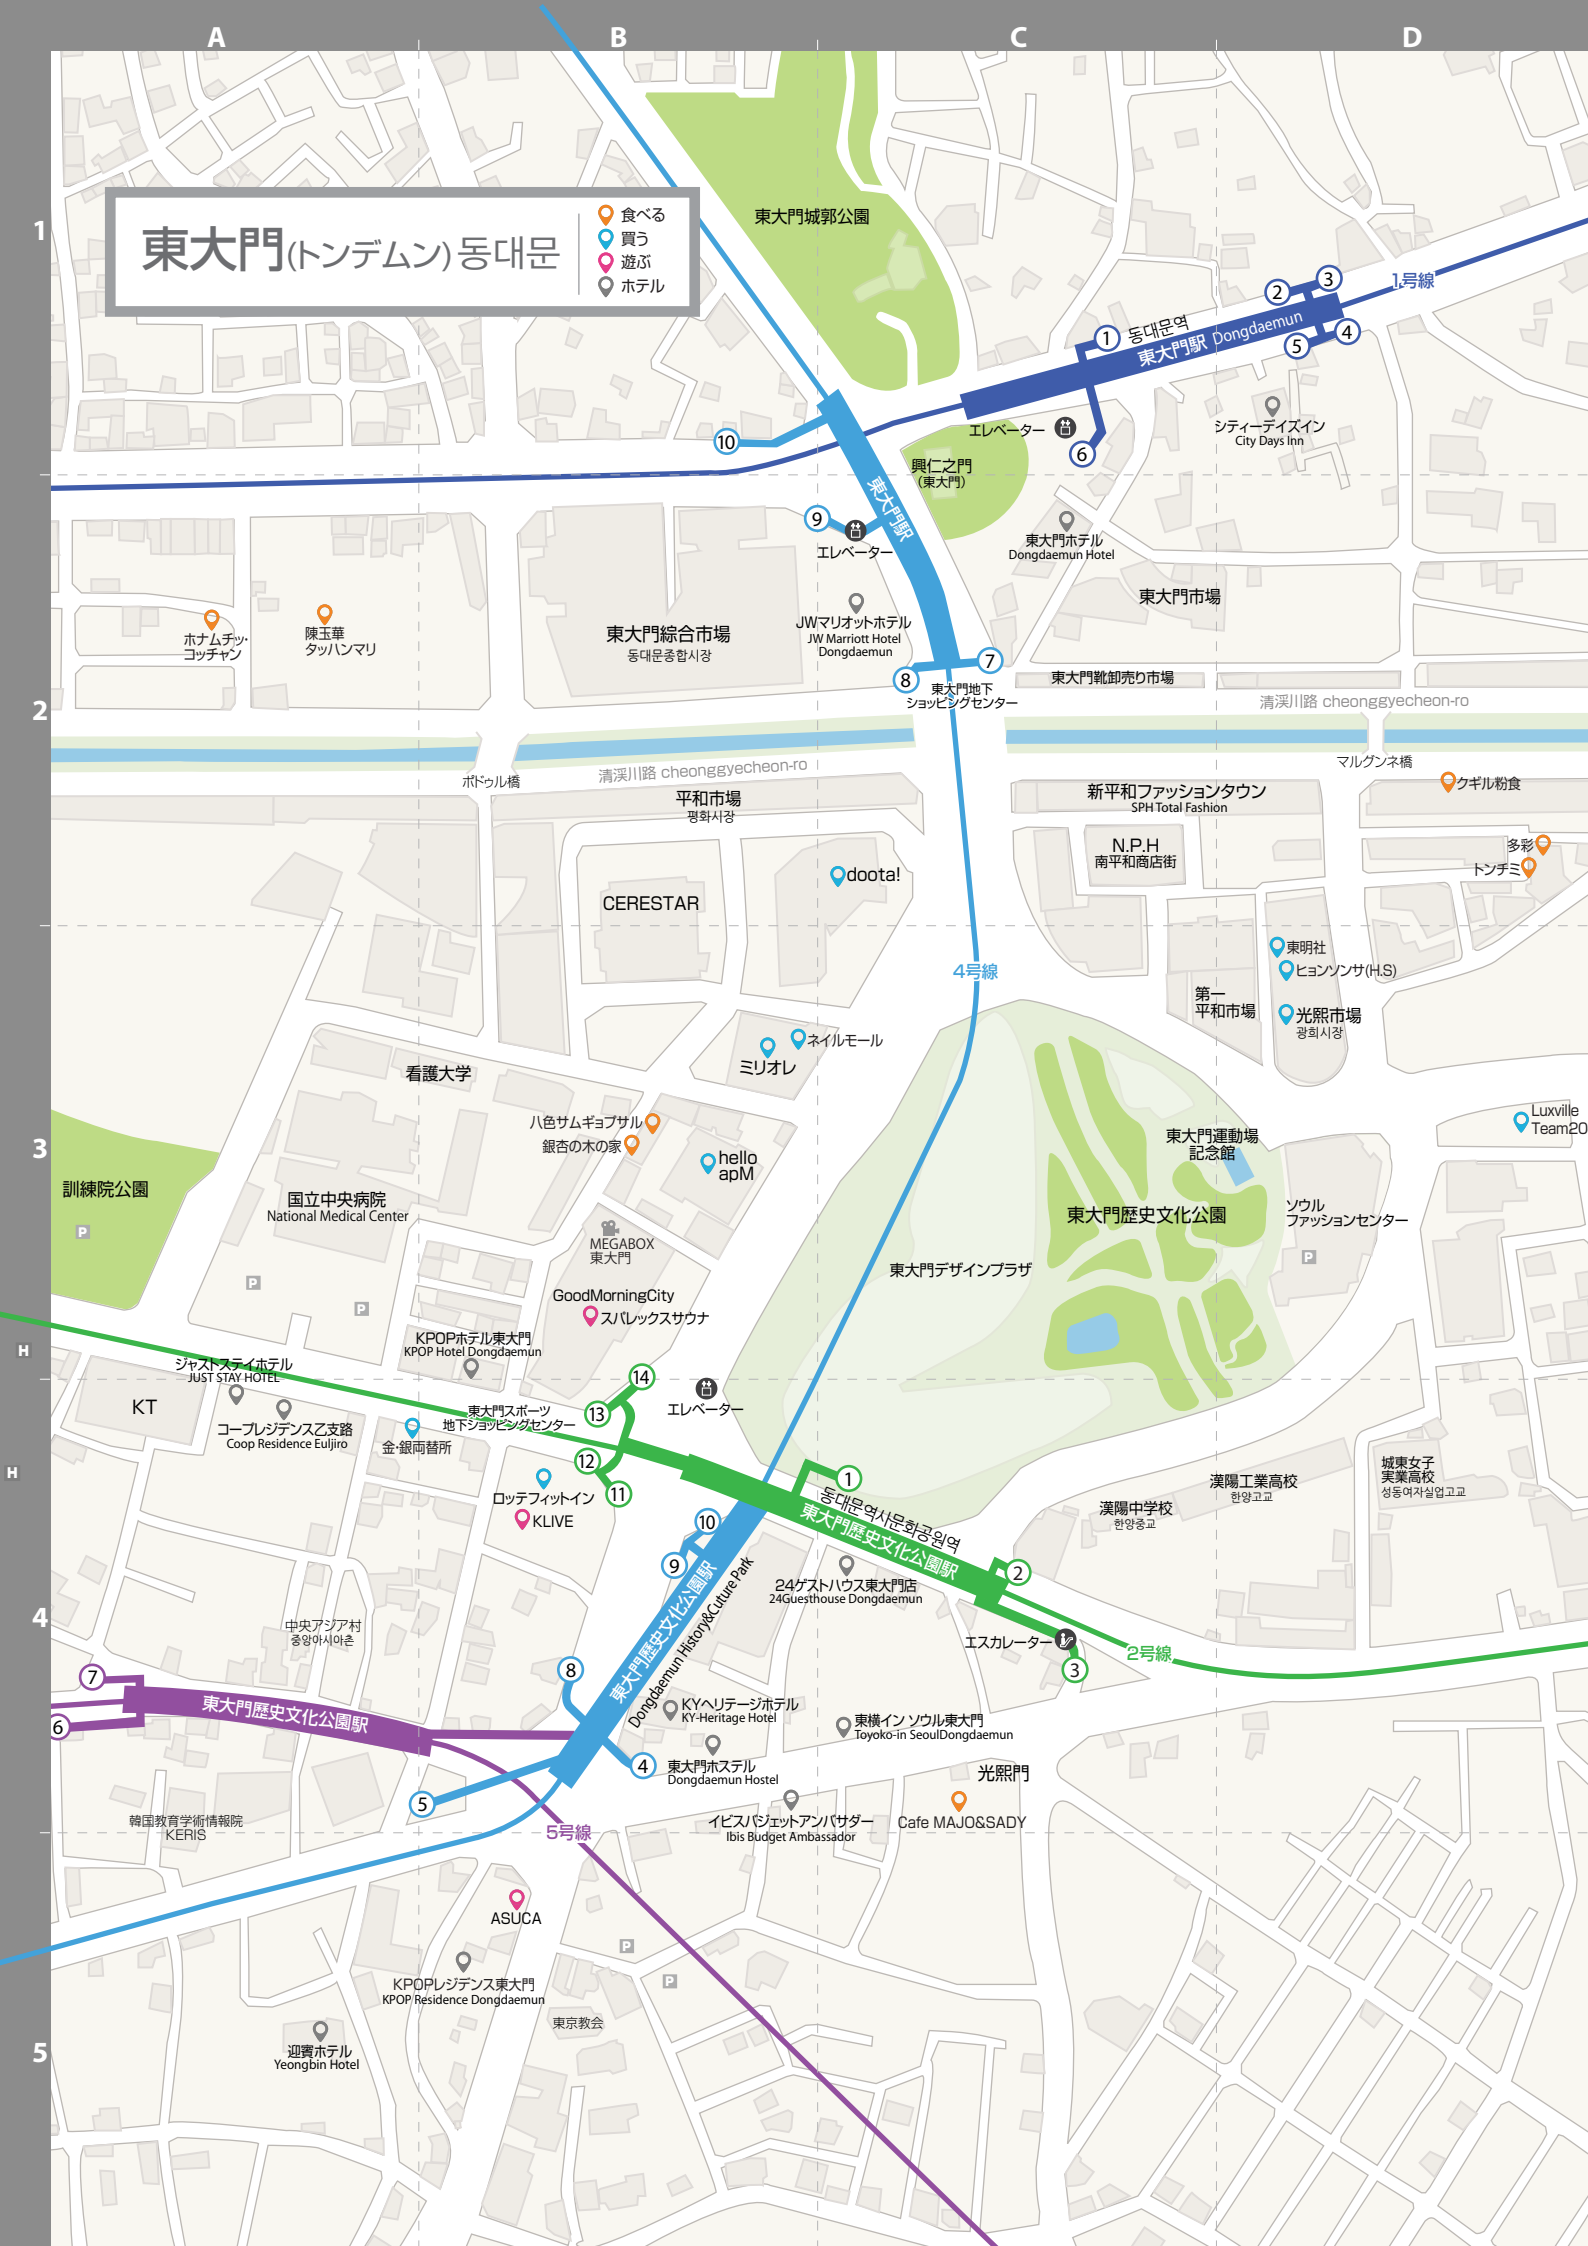 A
B
C
D
1
2
3
4
5
東大門(トンデムン) 동대문
食べる
買う
遊ぶ
ホテル
東大門城郭公園
1号線
2
3
4
5
1
6
동대문역
東大門駅 Dongdaemun
エレベーター
シティーデイズイン
City Days Inn
10
興仁之門
(東大門)
東大門駅
9
エレベーター
東大門ホテル
Dongdaemun Hotel
東大門市場
ホナムチッ・
コッチャン
陳玉華
タッハンマリ
東大門綜合市場
동대문종합시장
JWマリオットホテル
JW Marriott Hotel
Dongdaemun
7
8
東大門地下
ショッピングセンター
東大門靴卸売り市場
清渓川路 cheonggyecheon-ro
清渓川路 cheonggyecheon-ro
ポドゥル橋
マルグンネ橋
平和市場
평화시장
新平和ファッションタウン
SPH Total Fashion
クギル粉食
N.P.H
南平和商店街
多彩
トンチミ
doota!
CERESTAR
4号線
東明社
ヒョンソンサ(H.S)
第一
平和市場
光熙市場
광희시장
ネイルモール
ミリオレ
看護大学
八色サムギョプサル
銀杏の木の家
hello
apM
Luxville
Team20
東大門運動場
記念館
訓練院公園
P
国立中央病院
National Medical Center
P
P
MEGABOX
東大門
東大門歴史文化公園
ソウル
ファッションセンター
P
東大門デザインプラザ
GoodMorningCity
スパレックスサウナ
KPOPホテル東大門
KPOP Hotel Dongdaemun
H
H
ジャストステイホテル
JUST STAY HOTEL
KT
コープレジデンス乙支路
Coop Residence Euljiro
金・銀両替所
東大門スポーツ
地下ショッピングセンター
14
13
12
11
エレベーター
ロッテフィットイン
KLIVE
1
동대문역사문화공원역
東大門歴史文化公園駅
2
3
エスカレーター
2号線
城東女子
実業高校
성동여자실업고교
漢陽工業高校
한양공고
漢陽中学校
한양중교
10
9
8
4
5
東大門歴史文化公園駅
Dongdaemun History&Cuture Park
24ゲストハウス東大門店
24Guesthouse Dongdaemun
中央アジア村
중앙아시아촌
7
6
東大門歴史文化公園駅
KYヘリテージホテル
KY-Heritage Hotel
東横イン ソウル東大門
Toyoko-in SeoulDongdaemun
東大門ホステル
Dongdaemun Hostel
光熙門
イビスバジェットアンバサダー
Ibis Budget Ambassador
Cafe MAJO&SADY
韓国教育学術情報院
KERIS
5号線
ASUCA
P
P
KPOPレジデンス東大門
KPOP Residence Dongdaemun
東京教会
迎賓ホテル
Yeongbin Hotel